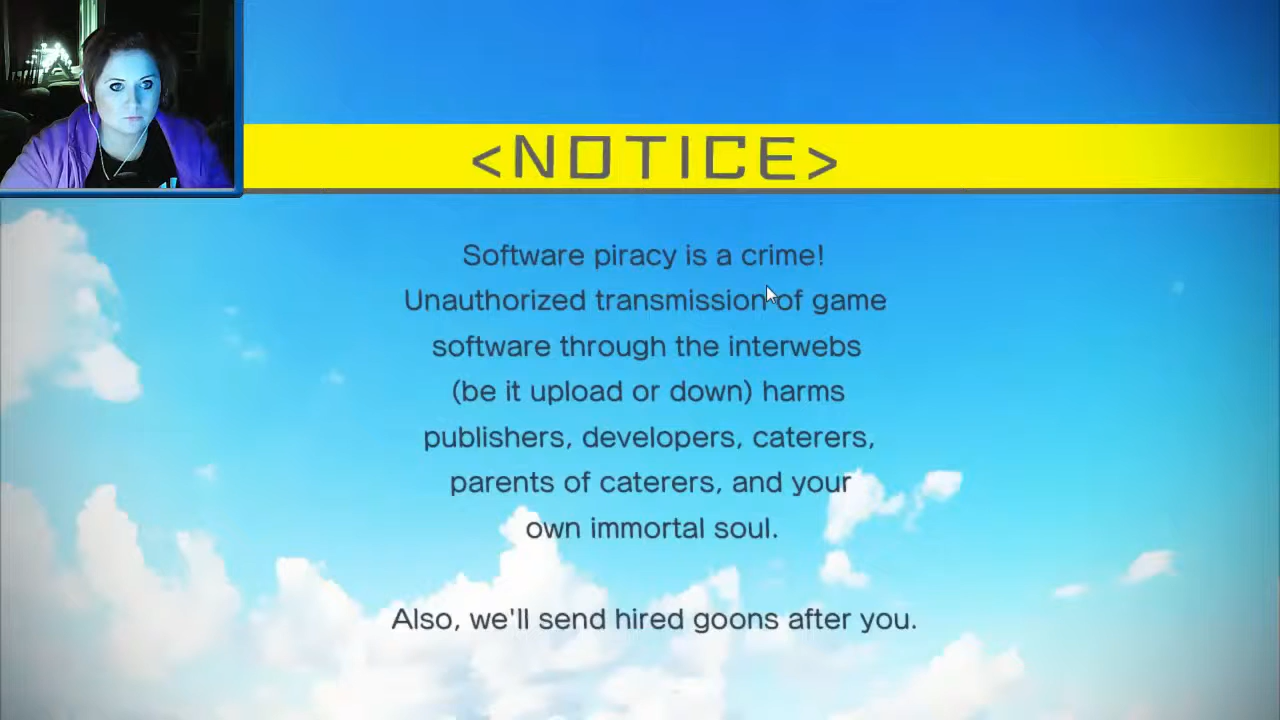 <NOTICE>
Software piracy is a crime!
Unauthorized transmission of game
software through the interwebs
(be it upload or down) harms
publishers, developers, caterers,
parents of caterers, and your
own immortal soul.
Also, we'll send hired goons after you.